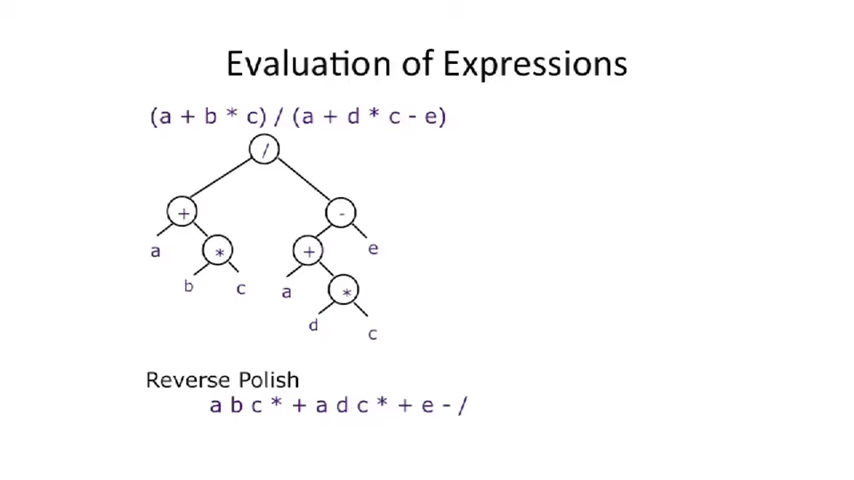 Evaluation of Expressions
(a + b * c) / (a + d * c - e)
/
+ -
a * + e
b c a *
d c
Reverse Polish
a b c * + a d c * + e - /